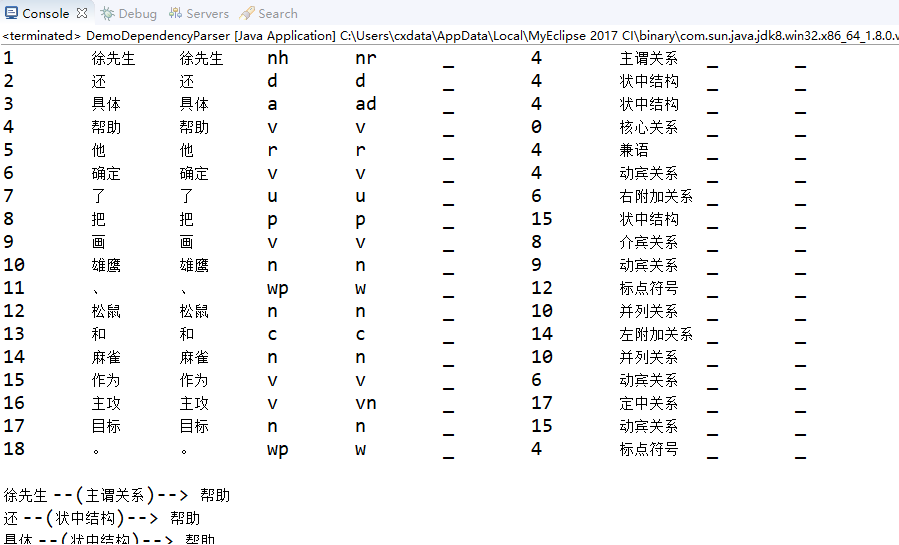 Console Debug Servers Search
<terminated> DemoDependencyParser [Java Application] C:\Users\cxdata\AppData\Local\MyEclipse 2017 CI\binary\com.sun.java.jdk8.win32.x86_64_1.8.0.v
1 徐先生 徐先生 nh nr _ 4 主谓关系 _ _
2 还 还 d d _ 4 状中结构 _ _
3 具体 具体 a ad _ 4 状中结构 _ _
4 帮助 帮助 v v _ 0 核心关系 _ _
5 他 他 r r _ 4 兼语 _ _
6 确定 确定 v v _ 4 动宾关系 _ _
7 了 了 u u _ 6 右附加关系 _ _
8 把 把 p p _ 15 状中结构 _ _
9 画 画 v v _ 8 介宾关系 _ _
10 雄鹰 雄鹰 n n _ 9 动宾关系 _ _
11 、 、 wp w _ 12 标点符号 _ _
12 松鼠 松鼠 n n _ 10 并列关系 _ _
13 和 和 c c _ 14 左附加关系 _ _
14 麻雀 麻雀 n n _ 10 并列关系 _ _
15 作为 作为 v v _ 6 动宾关系 _ _
16 主攻 主攻 v vn _ 17 定中关系 _ _
17 目标 目标 n n _ 15 动宾关系 _ _
18 。 。 wp w _ 4 标点符号 _ _
徐先生 --(主谓关系)--> 帮助
还 --(状中结构)--> 帮助
具体 --(状中结构)--> 帮助